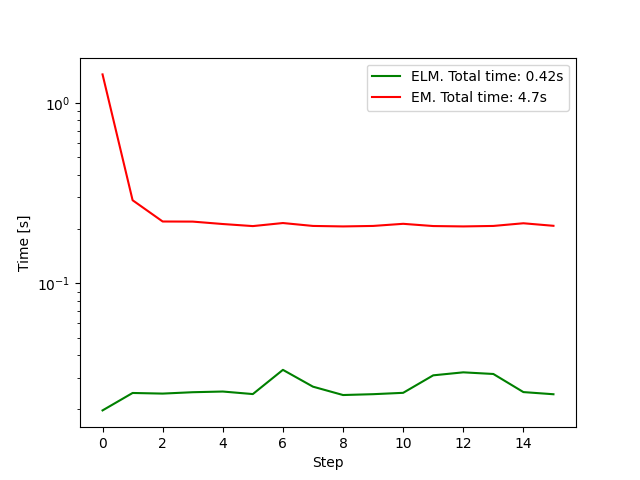 ELM. Total time: 0.42s
EM. Total time: 4.7s
10⁰
10⁻¹
Time [s]
0 2 4 6 8 10 12 14
Step